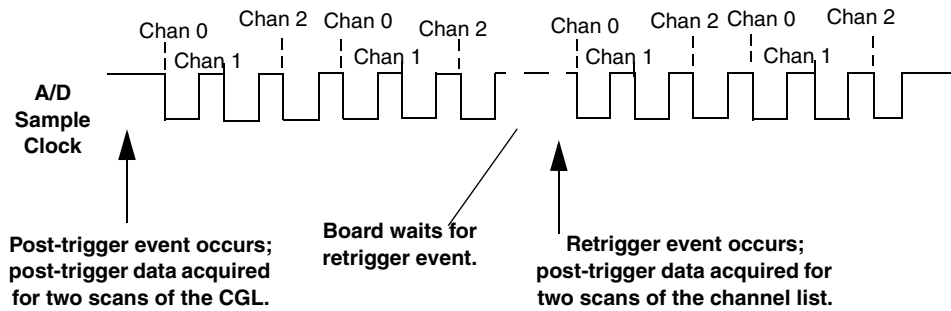 Chan 0 Chan 2 Chan 0 Chan 2 Chan 0 Chan 2 Chan 0 Chan 2
Chan 1 Chan 1 Chan 1 Chan 1
A/D
Sample
Clock
Post-trigger event occurs;
post-trigger data acquired
for two scans of the CGL.
Board waits for
retrigger event.
Retrigger event occurs;
post-trigger data acquired for
two scans of the channel list.